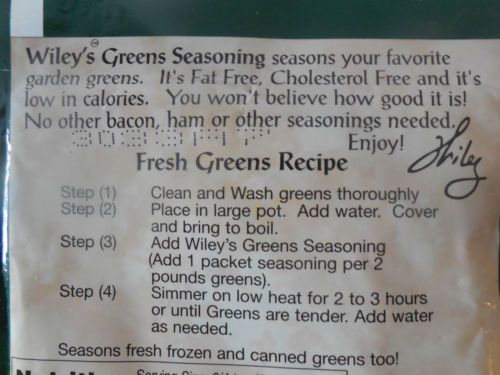 Wiley's™ Greens Seasoning seasons your favorite
garden greens. It's Fat Free, Cholesterol Free and it's
low in calories. You won't believe how good it is!
No other bacon, ham or other seasonings needed.
Enjoy! Wiley
Fresh Greens Recipe
Step (1) Clean and Wash greens thoroughly
Step (2) Place in large pot. Add water. Cover
and bring to boil.
Step (3) Add Wiley's Greens Seasoning
(Add 1 packet seasoning per 2
pounds greens).
Step (4) Simmer on low heat for 2 to 3 hours
or until Greens are tender. Add water
as needed.
Seasons fresh frozen and canned greens too!